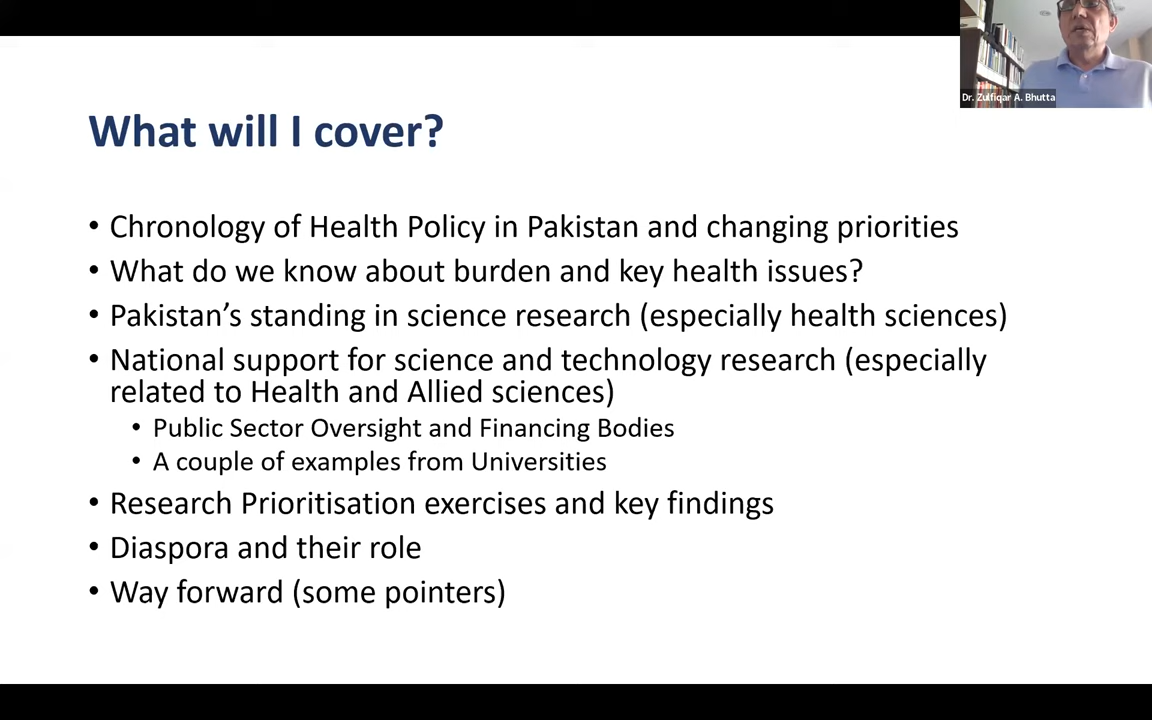 Dr. Zulfiqar A. Bhutta
What will I cover?
• Chronology of Health Policy in Pakistan and changing priorities
• What do we know about burden and key health issues?
• Pakistan’s standing in science research (especially health sciences)
• National support for science and technology research (especially
related to Health and Allied sciences)
• Public Sector Oversight and Financing Bodies
• A couple of examples from Universities
• Research Prioritisation exercises and key findings
• Diaspora and their role
• Way forward (some pointers)